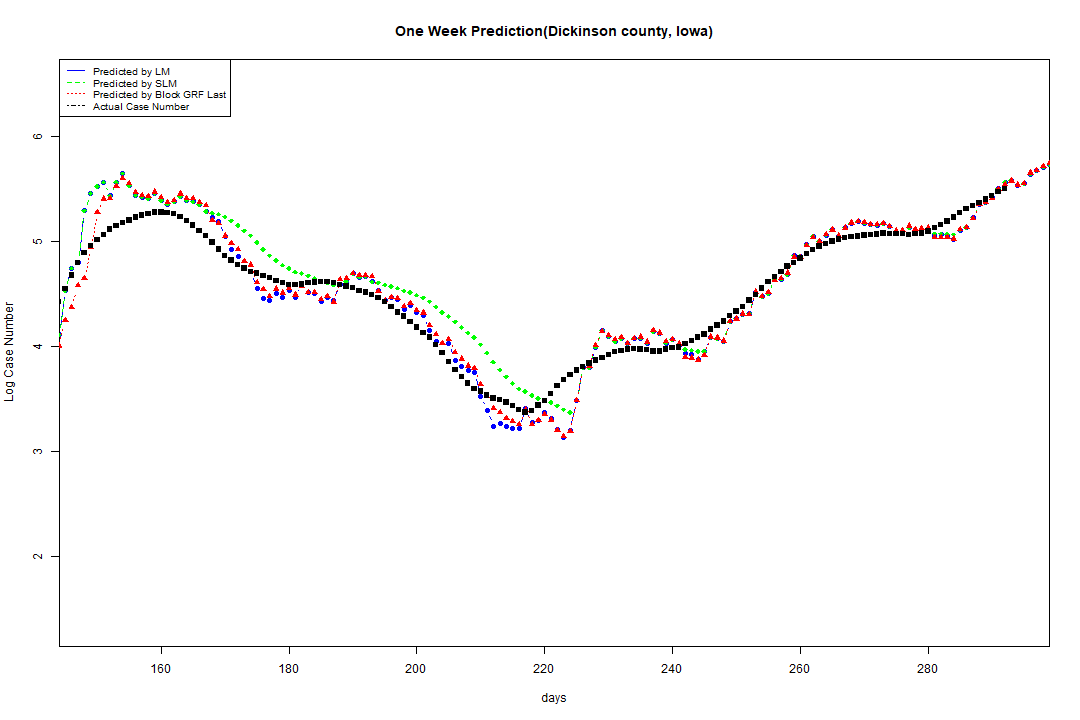 One Week Prediction(Dickinson county, Iowa)
Predicted by LM
Predicted by SLM
Predicted by Block GRF Last
Actual Case Number
6
5
4
3
2
Log Case Number
160 180 200 220 240 260 280
days